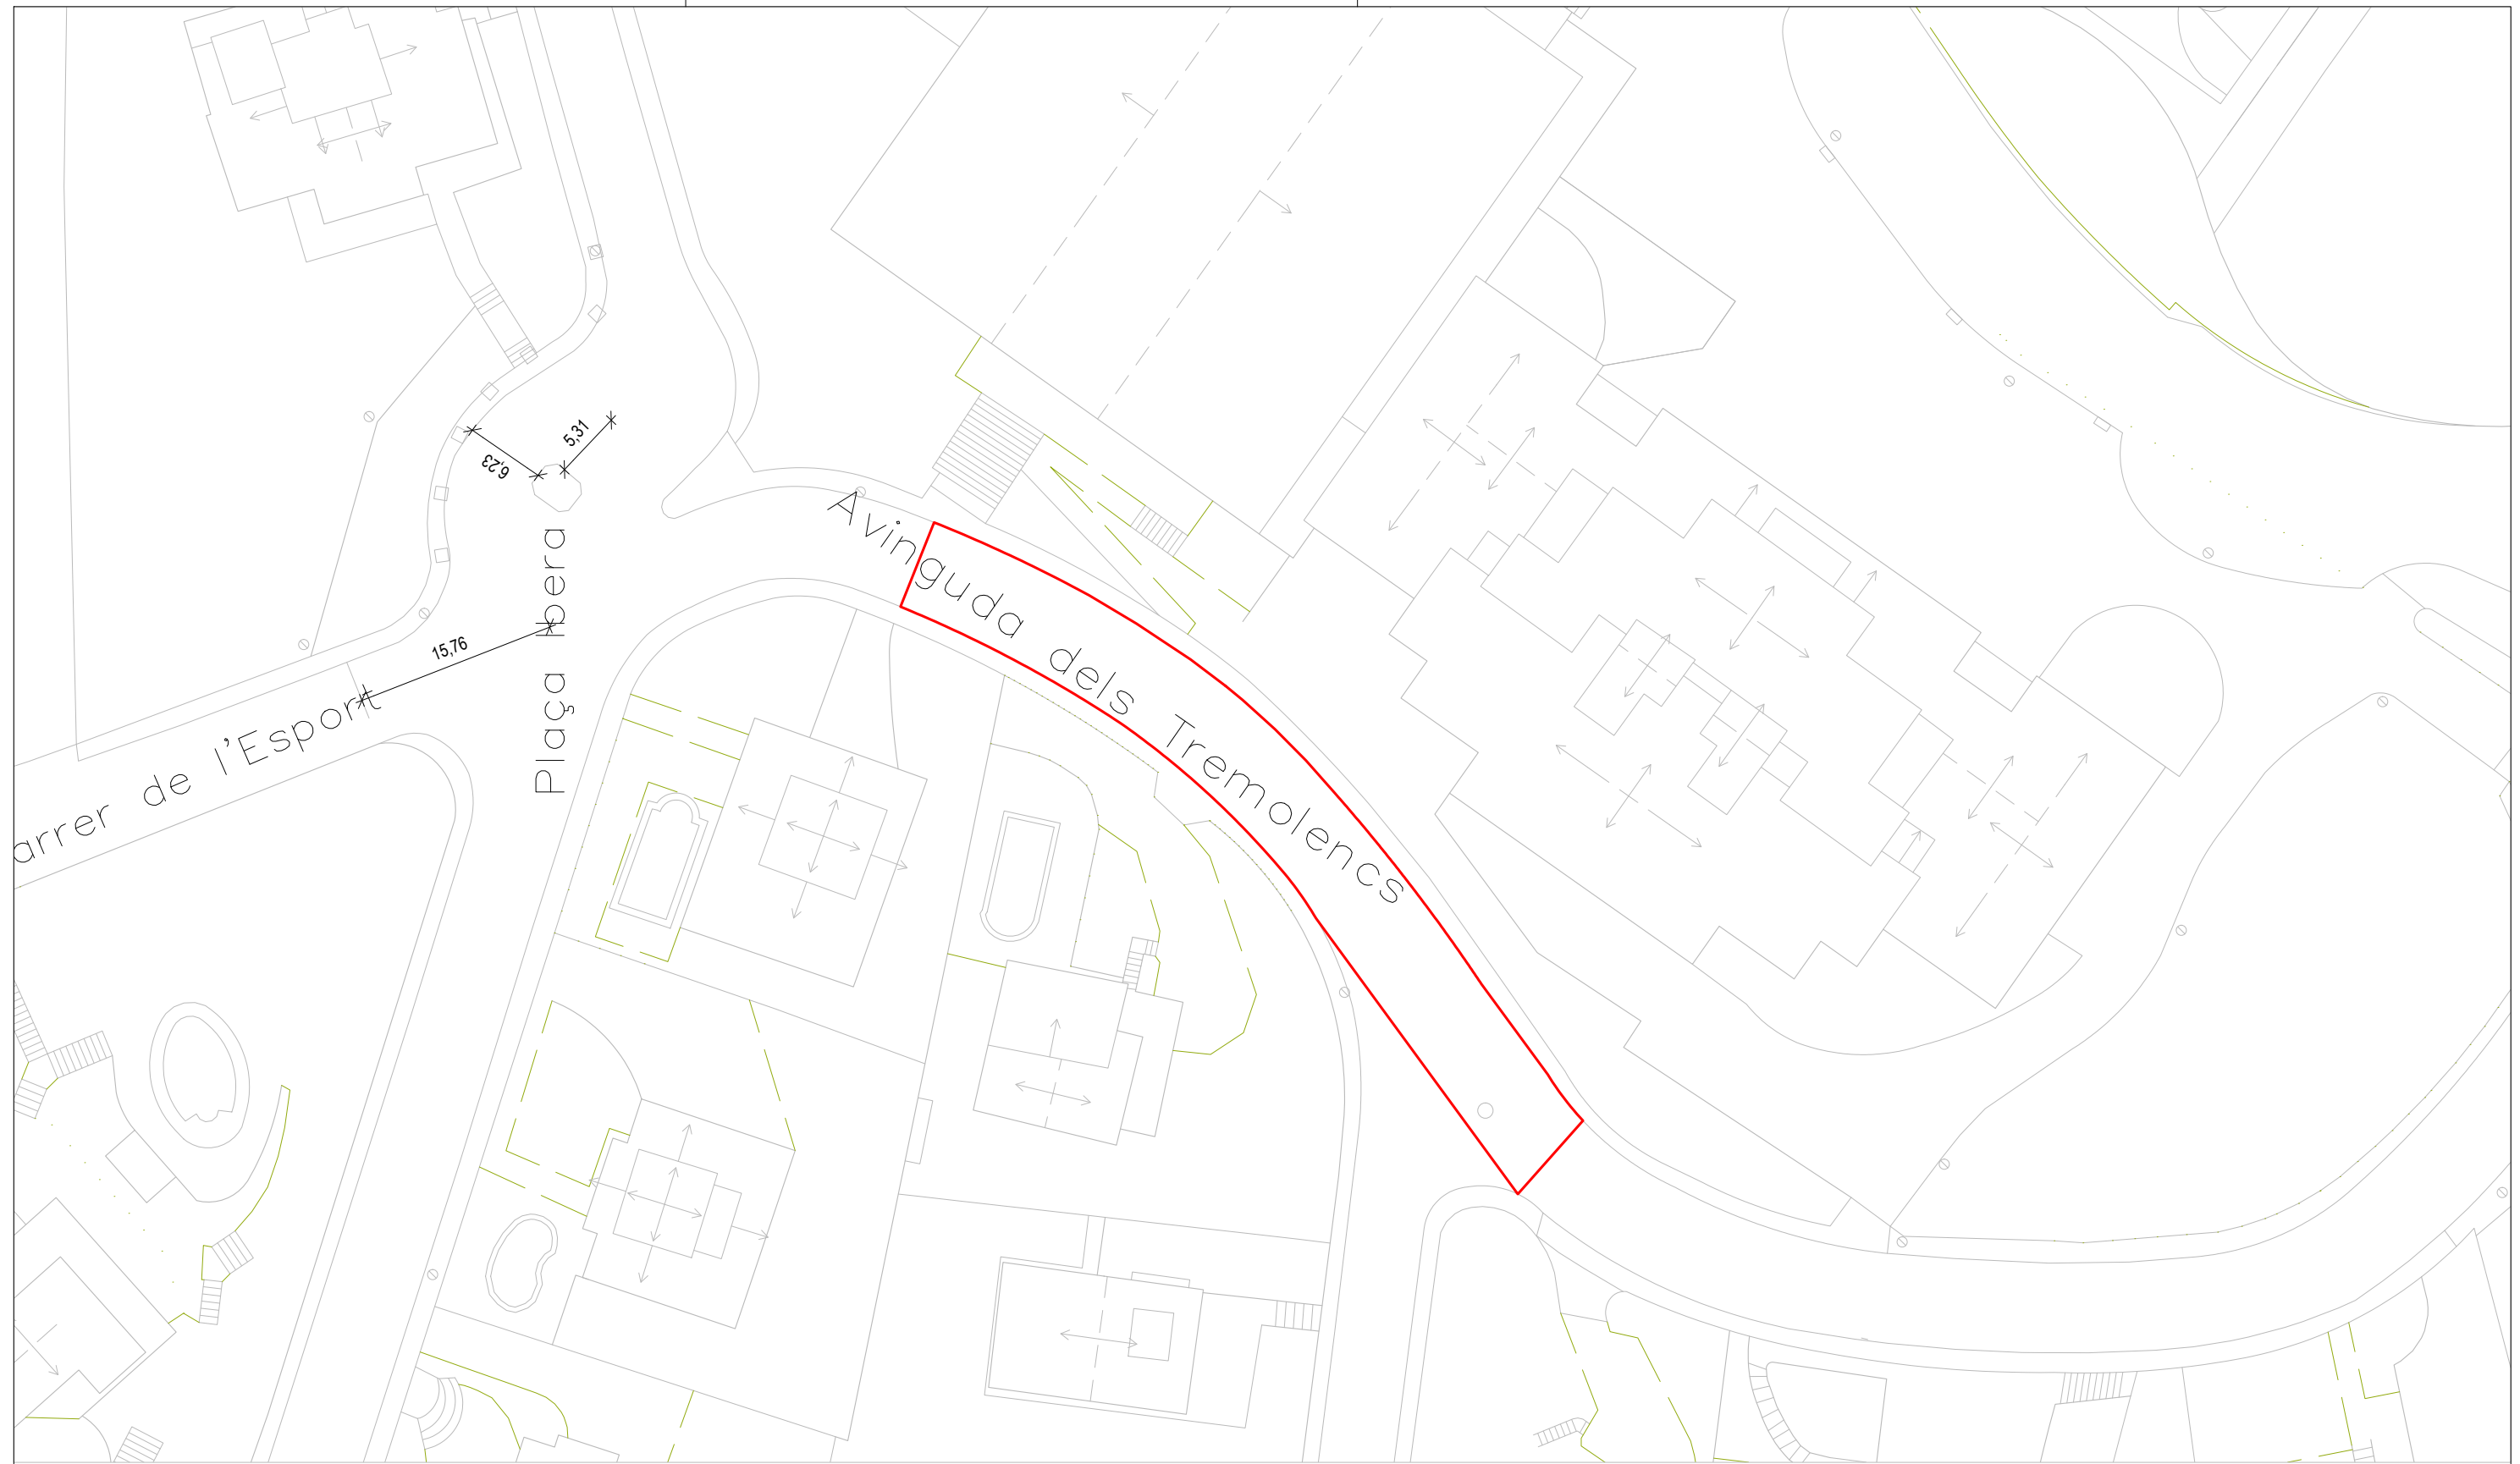 5,31
6,23
Avinguda dels Tremolencs
Plaça Ibera
15,76
arrer de l'Esport